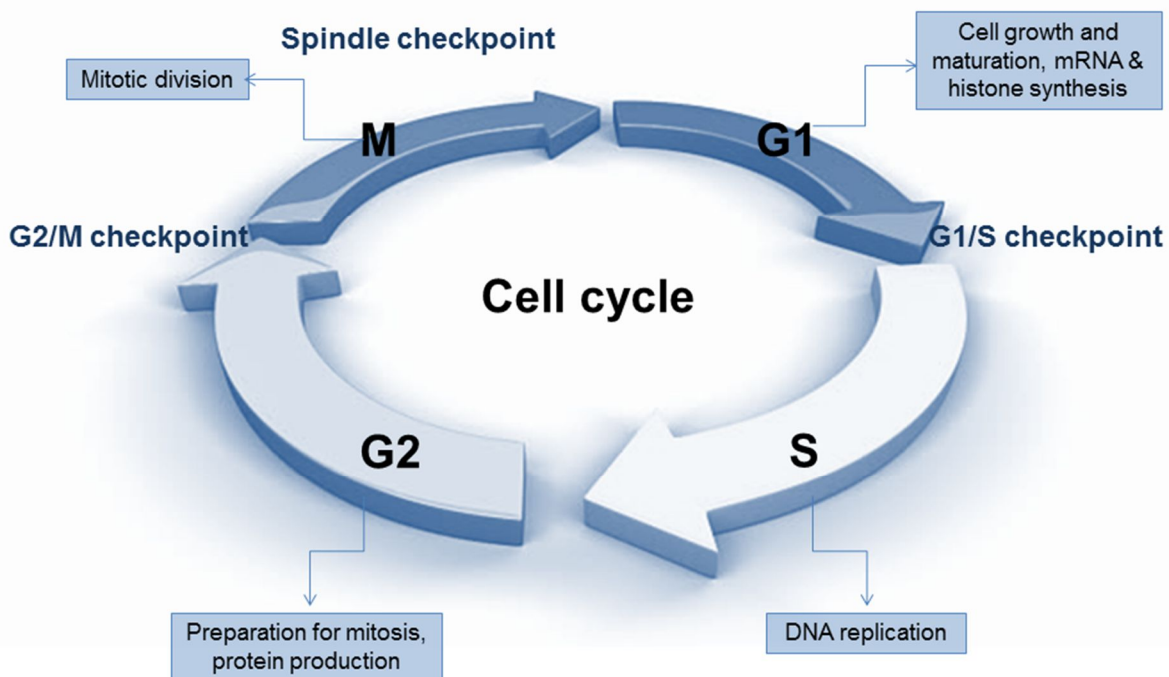 Spindle checkpoint
Mitotic division
Cell growth and
maturation, mRNA &
histone synthesis
M
G1
G2/M checkpoint
G1/S checkpoint
Cell cycle
G2
S
Preparation for mitosis,
protein production
DNA replication